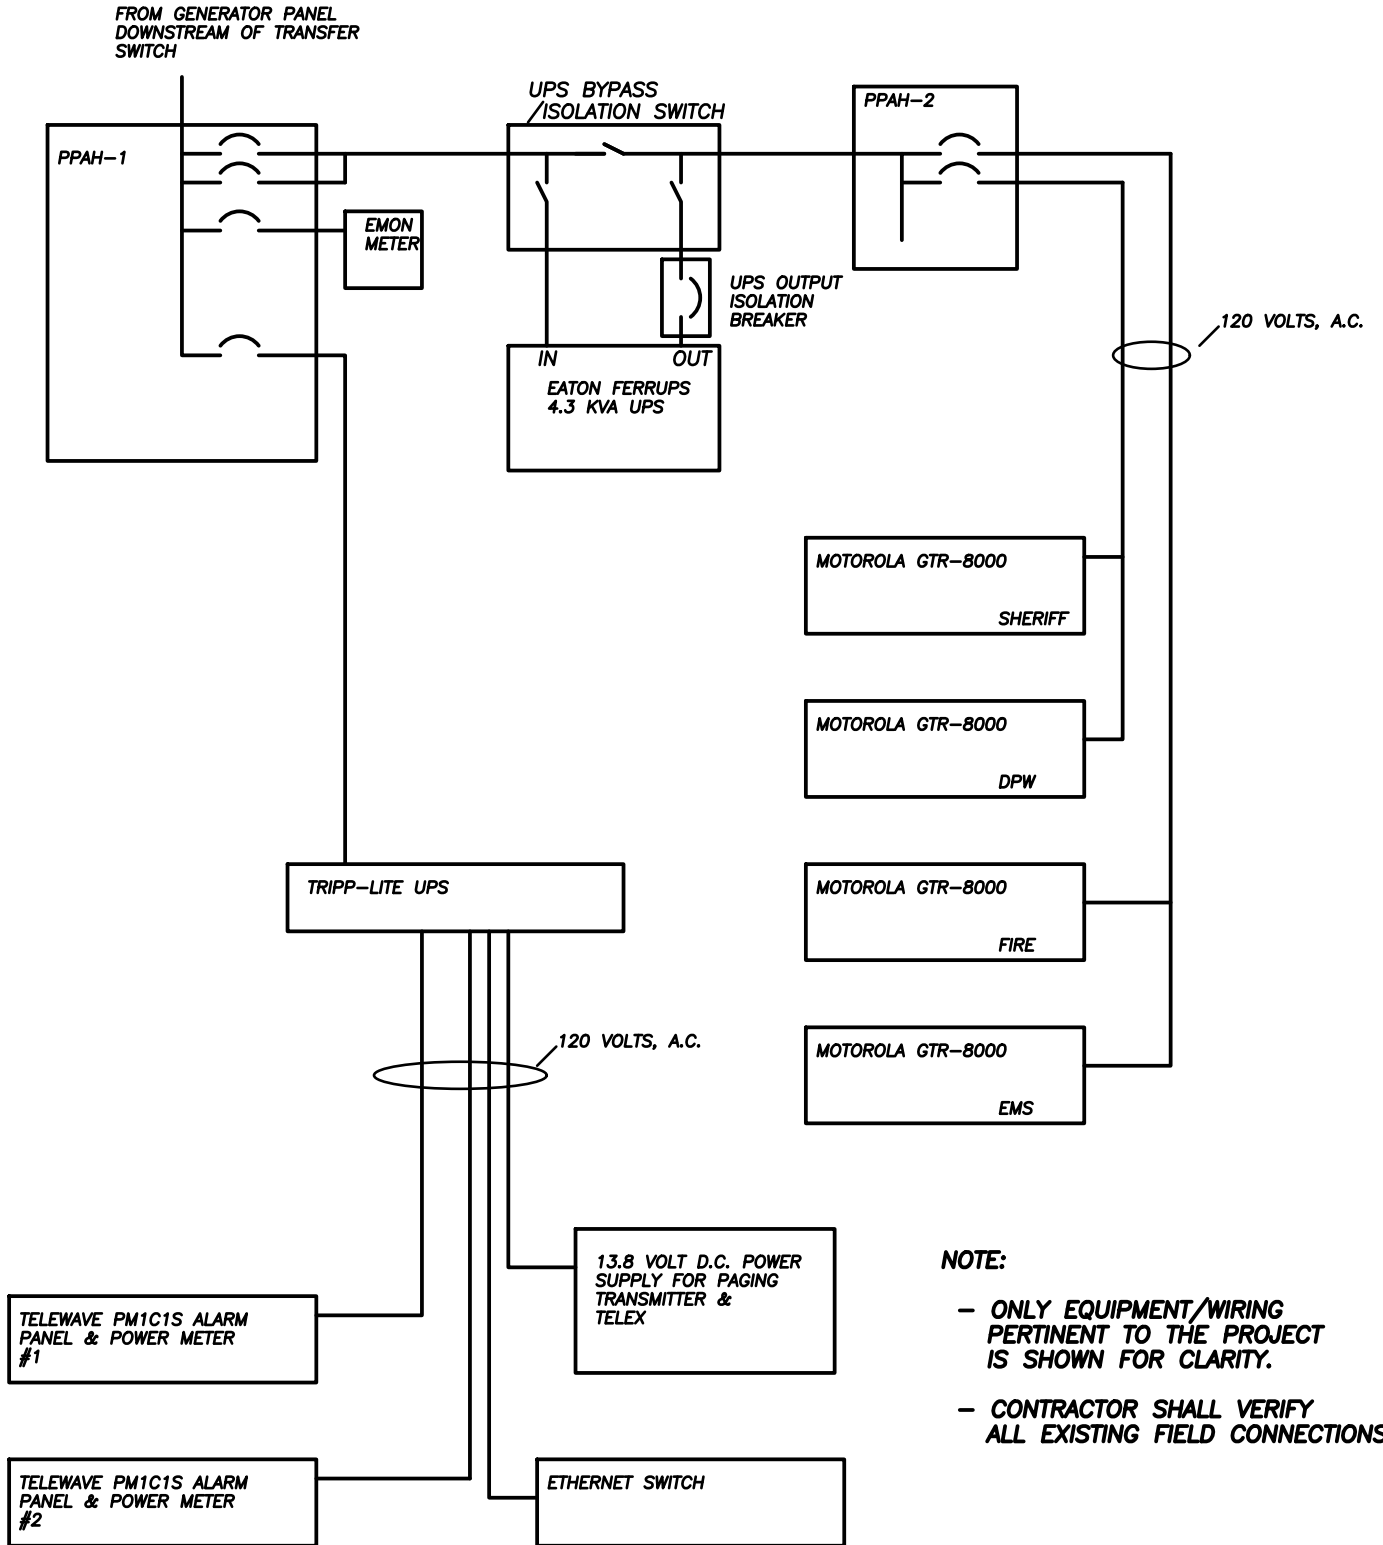 FROM GENERATOR PANEL
DOWNSTREAM OF TRANSFER
SWITCH
UPS BYPASS
ISOLATION SWITCH
PPAH-2
PPAH-1
EMON
METER
UPS OUTPUT
ISOLATION
BREAKER
120 VOLTS, A.C.
IN
OUT
EATON FERRUPS
4.3 KVA UPS
MOTOROLA GTR-8000
SHERIFF
MOTOROLA GTR-8000
DPW
TRIPP-LITE UPS
MOTOROLA GTR-8000
FIRE
120 VOLTS, A.C.
MOTOROLA GTR-8000
EMS
13.8 VOLT D.C. POWER
SUPPLY FOR PAGING
TRANSMITTER &
TELEX
TELEWAVE PM1C1S ALARM
PANEL & POWER METER
#1
TELEWAVE PM1C1S ALARM
PANEL & POWER METER
#2
ETHERNET SWITCH
NOTE:
- ONLY EQUIPMENT/WIRING
PERTINENT TO THE PROJECT
IS SHOWN FOR CLARITY.
- CONTRACTOR SHALL VERIFY
ALL EXISTING FIELD CONNECTIONS